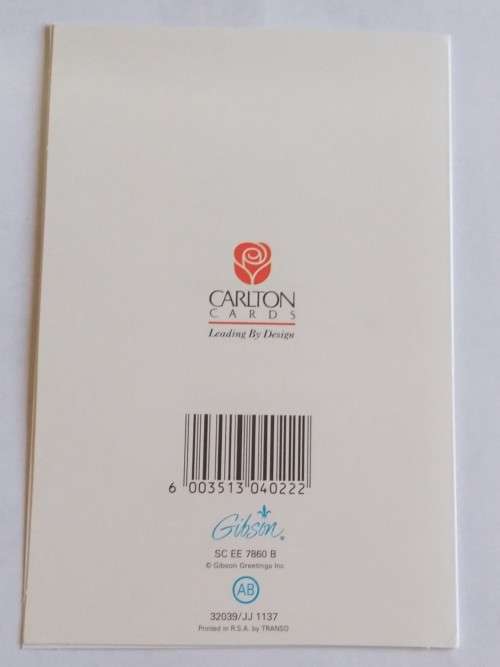 CARLTON
CARDS
Leading By Design
6 003513 040222
Gibson
SC EE 7860 B
© Gibson Greetings Inc
AB
32039/JJ 1137
Printed in R.S.A. by TRANSO